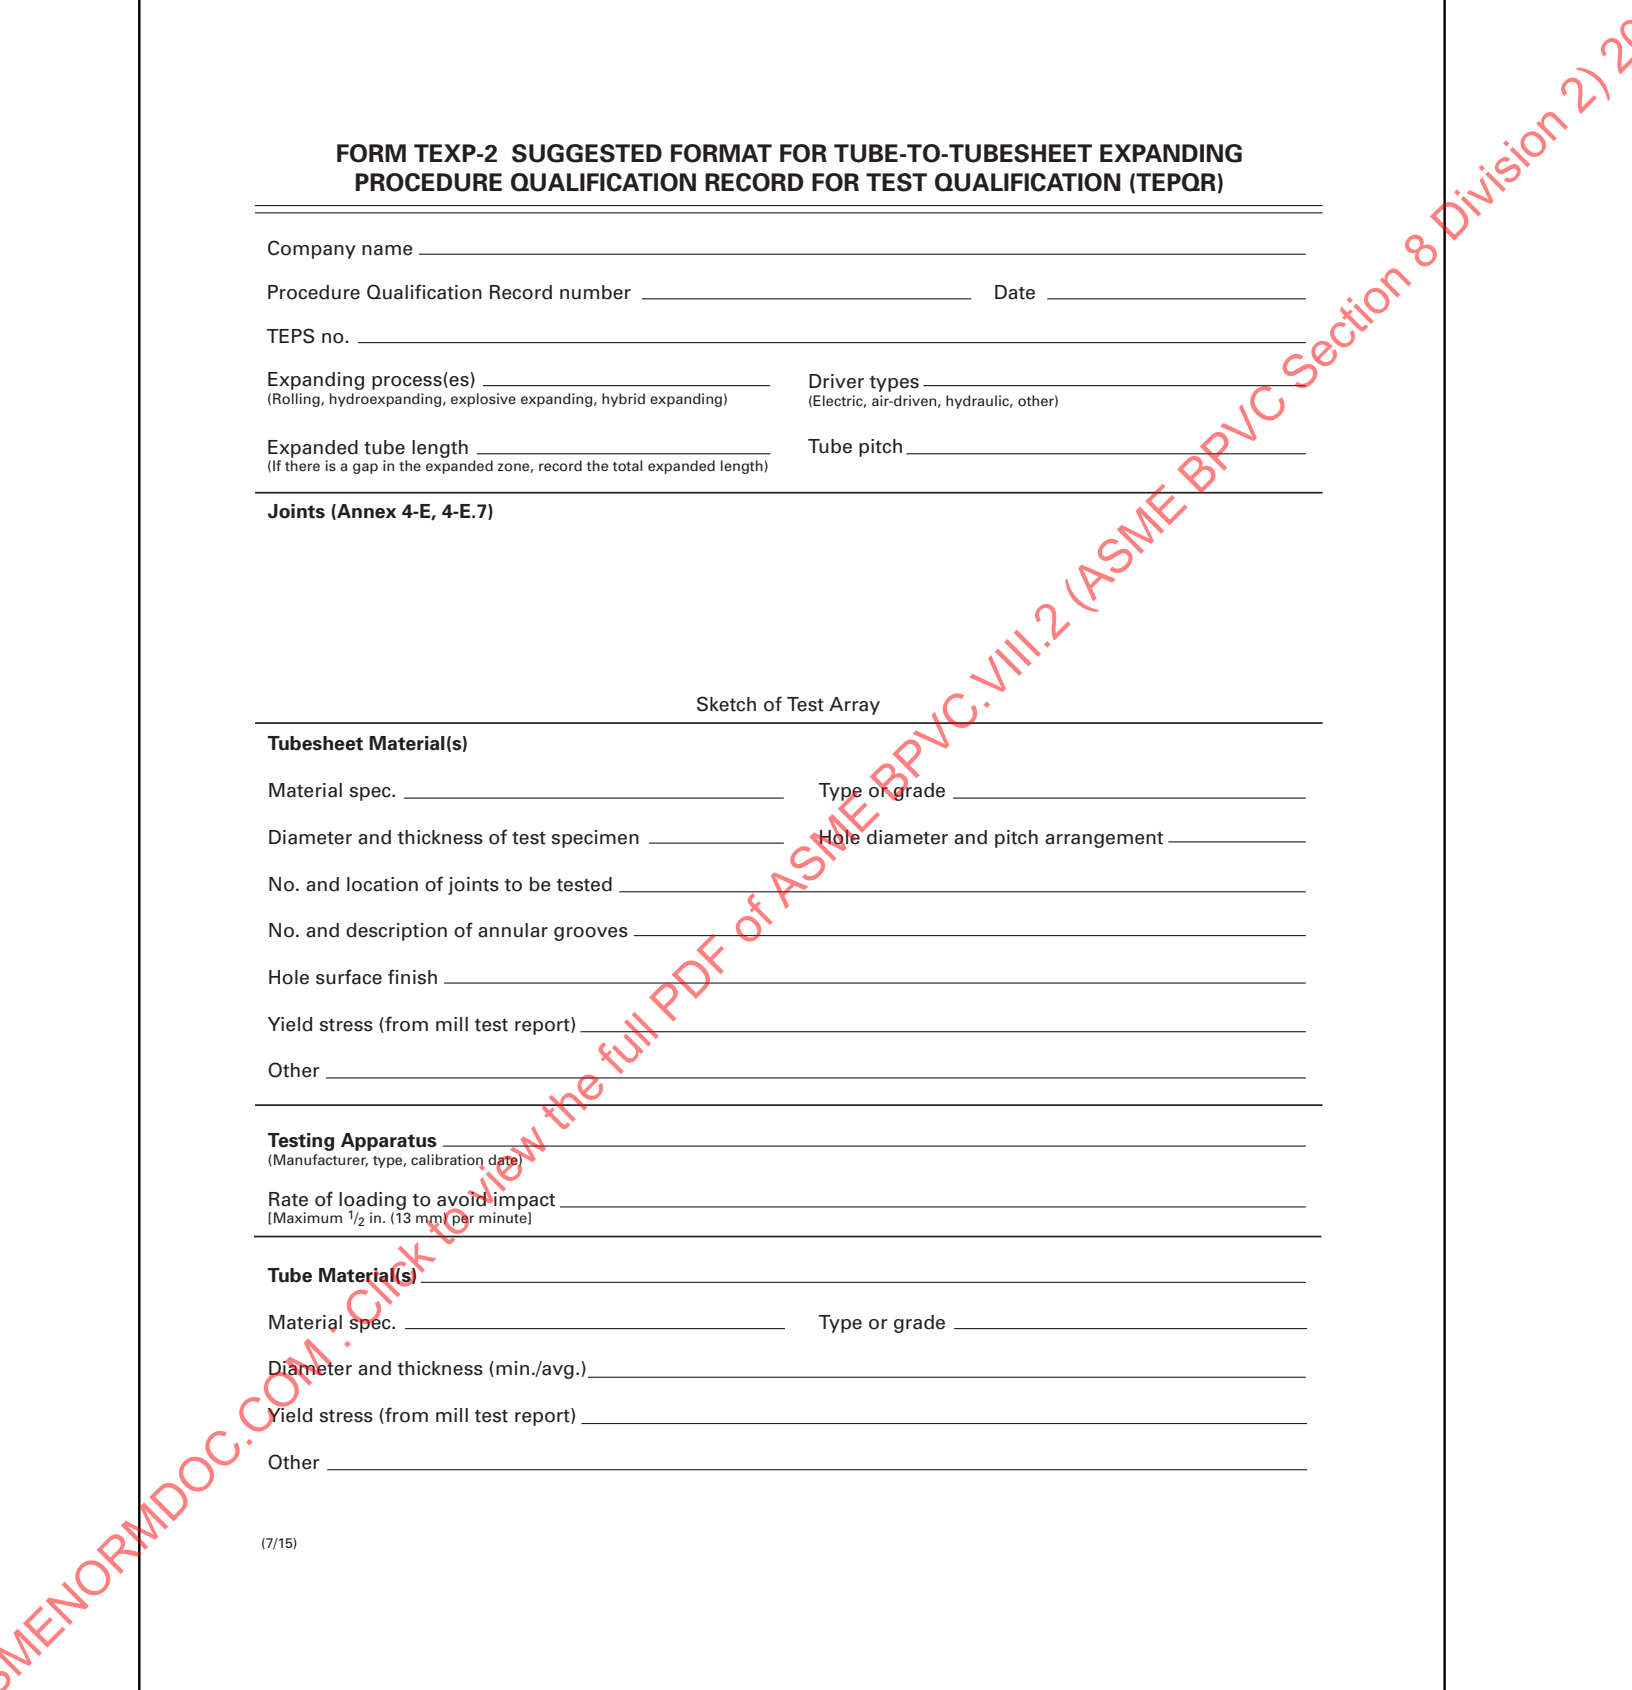 FORM TEXP-2 SUGGESTED FORMAT FOR TUBE-TO-TUBESHEET EXPANDING
PROCEDURE QUALIFICATION RECORD FOR TEST QUALIFICATION (TEPQR)
Company name
Procedure Qualification Record number Date
TEPS no.
Expanding process(es) Driver types
(Rolling, hydroexpanding, explosive expanding, hybrid expanding) (Electric, air-driven, hydraulic, other)
Expanded tube length Tube pitch
(If there is a gap in the expanded zone, record the total expanded length)
Joints (Annex 4-E, 4-E.7)
Sketch of Test Array
Tubesheet Material(s)
Material spec. Type or grade
Diameter and thickness of test specimen Hole diameter and pitch arrangement
No. and location of joints to be tested
No. and description of annular grooves
Hole surface finish
Yield stress (from mill test report)
Other
Testing Apparatus
(Manufacturer, type, calibration date)
Rate of loading to avoid impact
[Maximum 1/2 in. (13 mm) per minute]
Tube Material(s)
Material spec. Type or grade
Diameter and thickness (min./avg.)
Yield stress (from mill test report)
Other
(7/15)
SMENORMDOC.COM : Click to view the full PDF of ASME BPVC.VIII.2 (ASME BPVC Section 8 Division 2) 20